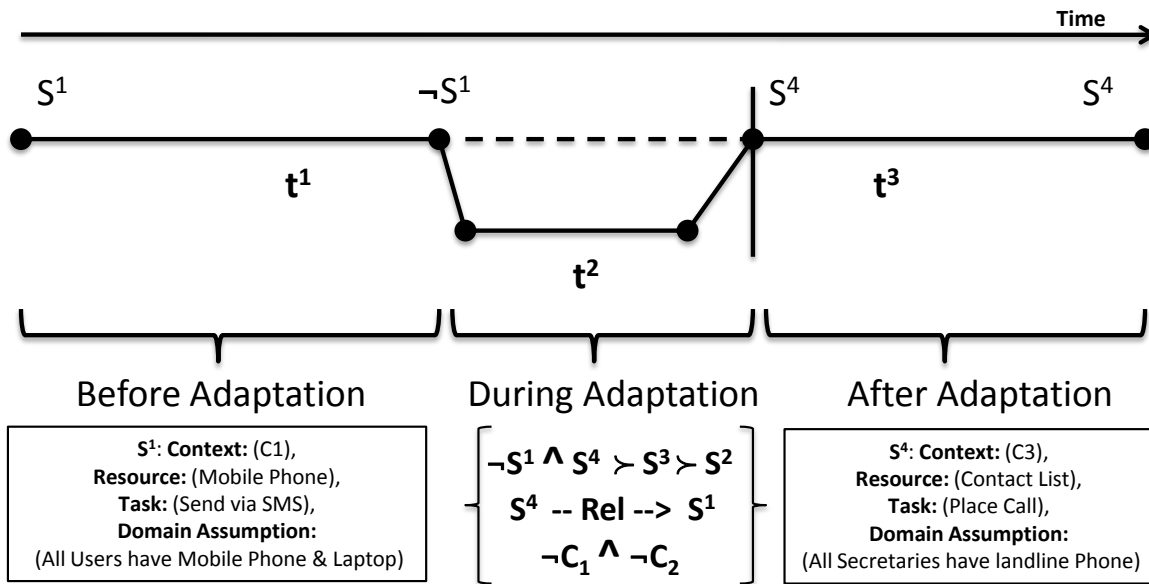 Time
S¹ ¬S¹ S⁴ S⁴
t¹ t³
t²
Before Adaptation During Adaptation After Adaptation
S¹: Context: (C1),
Resource: (Mobile Phone),
Task: (Send via SMS),
Domain Assumption:
(All Users have Mobile Phone & Laptop)
¬S¹ ^ S⁴ ≻ S³ ≻ S²
S⁴ -- Rel --> S¹
¬C₁ ^ ¬C₂
S⁴: Context: (C3),
Resource: (Contact List),
Task: (Place Call),
Domain Assumption:
(All Secretaries have landline Phone)